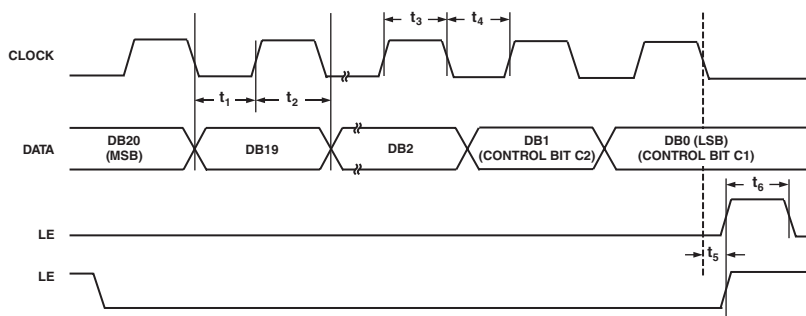 CLOCK
t3 t4
t1 t2
DATA
DB20
(MSB)
DB19
DB2
DB1
(CONTROL BIT C2)
DB0 (LSB)
(CONTROL BIT C1)
t6
LE
t5
LE